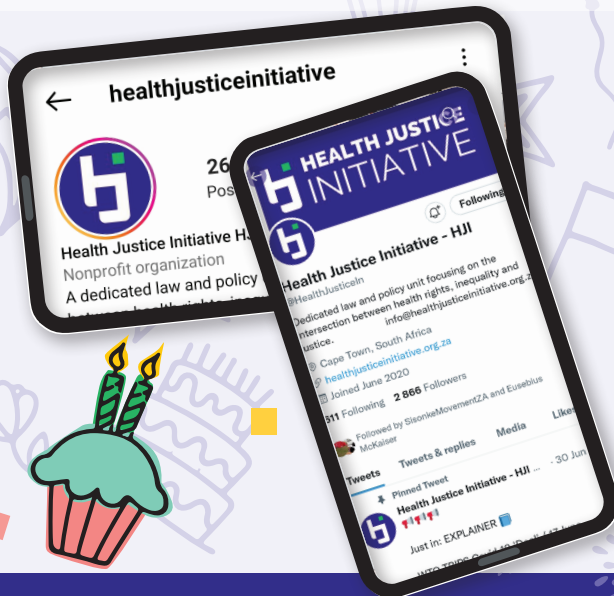 healthjusticeinitiative
26
Pos
Health Justice Initiative HJ
Nonprofit organization
A dedicated law and policy
HEALTH JUSTICE
INITIATIVE
Following
Health Justice Initiative - HJI
@HealthJusticeIn
Dedicated law and policy unit focusing on the
intersection between health rights, inequality and
justice. info@healthjusticeinitiative.org.z
Cape Town, South Africa
healthjusticeinitiative.org.za
Joined June 2020
511 Following 2 866 Followers
Followed by SisonkeMovementZA and Eusebius
McKaiser
Tweets Tweets & replies Media Likes
Pinned Tweet
Health Justice Initiative - HJI ... · 30 Jun
Just in: EXPLAINER